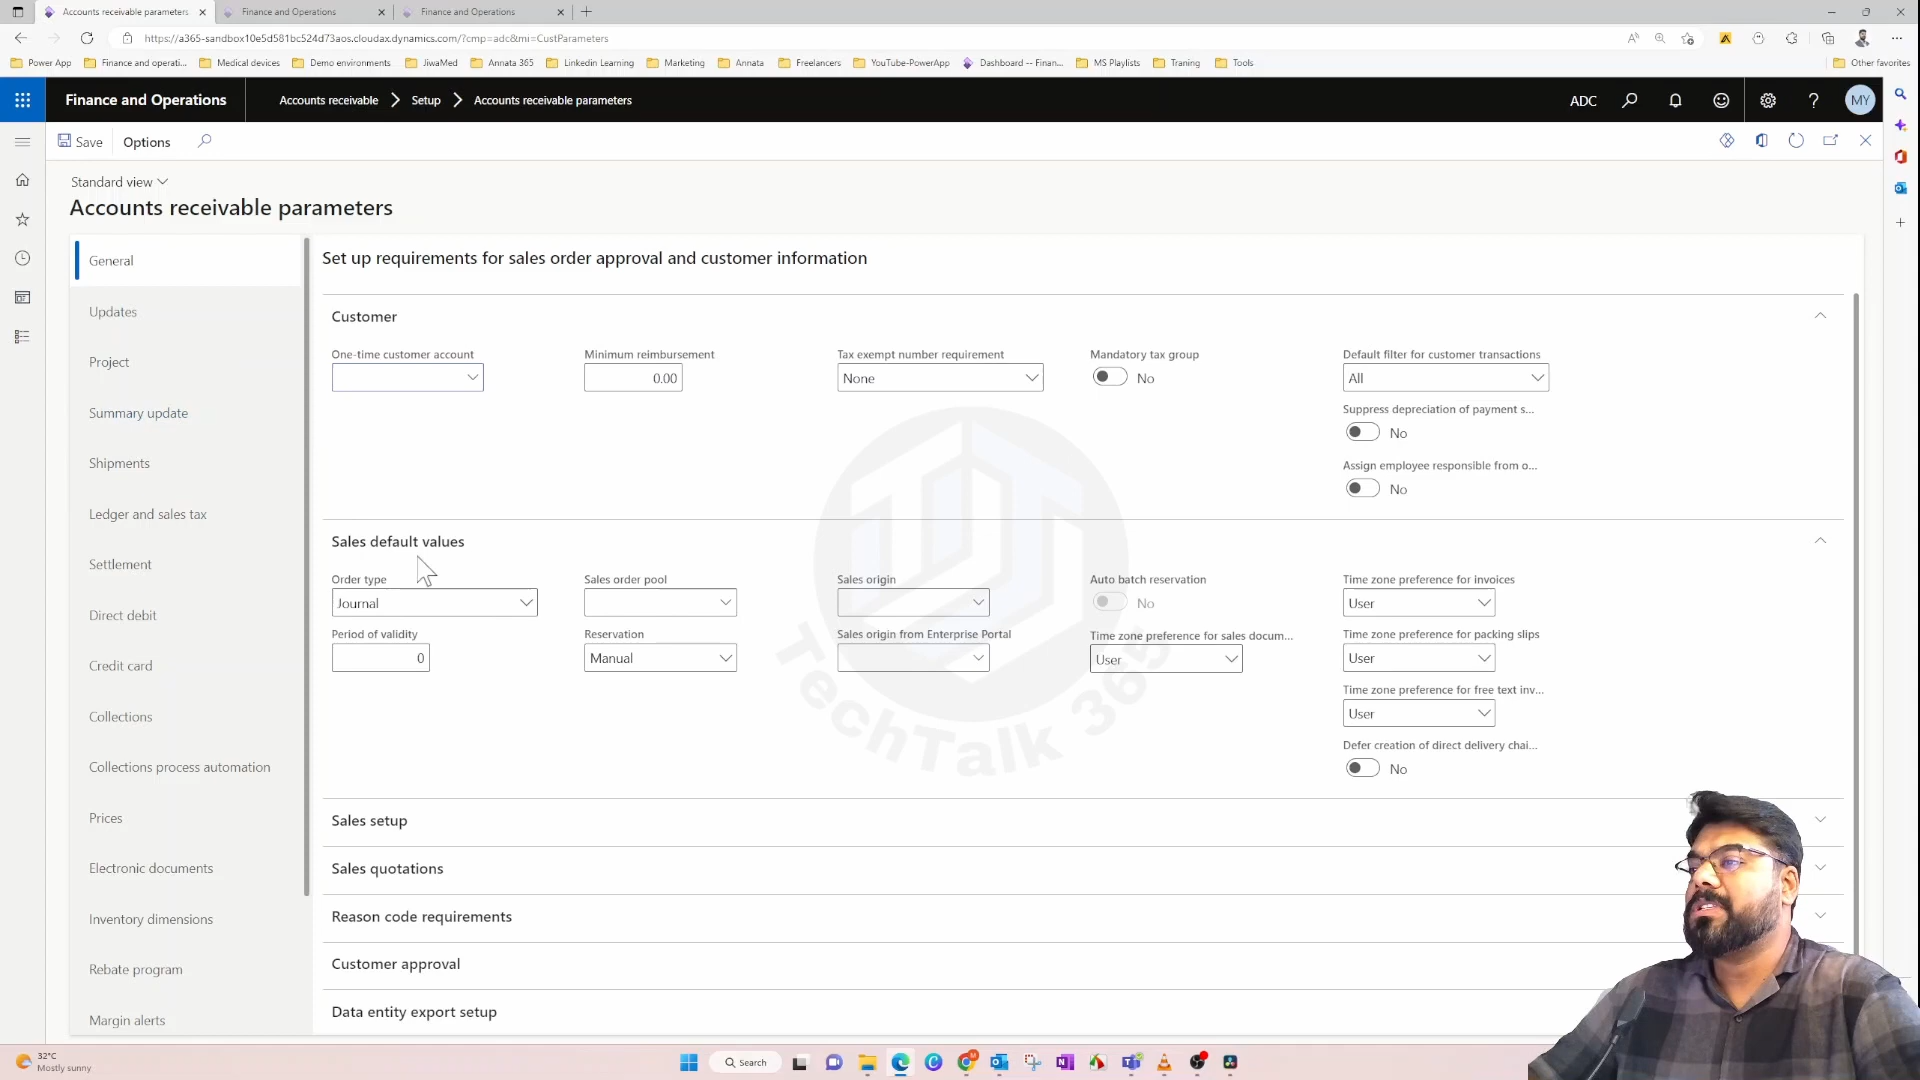 Accounts receivable parameters
Finance and Operations
Finance and Operations
https://a365-sandbox10e5d581bc524d73aos.cloudax.dynamics.com/?cmp=adc&mi=CustParameters
Power App
Finance and operati...
Medical devices
Demo environments
JiwaMed
Annata 365
Linkedin Learning
Marketing
Annata
Freelancers
YouTube-PowerApp
Dashboard -- Finan...
MS Playlists
Traning
Tools
Other favorites
Finance and Operations
Accounts receivable
Setup
Accounts receivable parameters
ADC
?
MY
Save
Options
Standard view
Accounts receivable parameters
General
Updates
Project
Summary update
Shipments
Ledger and sales tax
Settlement
Direct debit
Credit card
Collections
Collections process automation
Prices
Electronic documents
Inventory dimensions
Rebate program
Margin alerts
Set up requirements for sales order approval and customer information
Customer
One-time customer account
Minimum reimbursement
0.00
Tax exempt number requirement
None
Mandatory tax group
No
Default filter for customer transactions
All
Suppress depreciation of payment s...
No
Assign employee responsible from o...
No
Sales default values
Order type
Journal
Period of validity
0
Sales order pool
Reservation
Manual
Sales origin
Sales origin from Enterprise Portal
Auto batch reservation
No
Time zone preference for sales docum...
User
Time zone preference for invoices
User
Time zone preference for packing slips
User
Time zone preference for free text inv...
User
Defer creation of direct delivery chai...
No
TechTalk 365
Sales setup
Sales quotations
Reason code requirements
Customer approval
Data entity export setup
32°C
Mostly sunny
Search